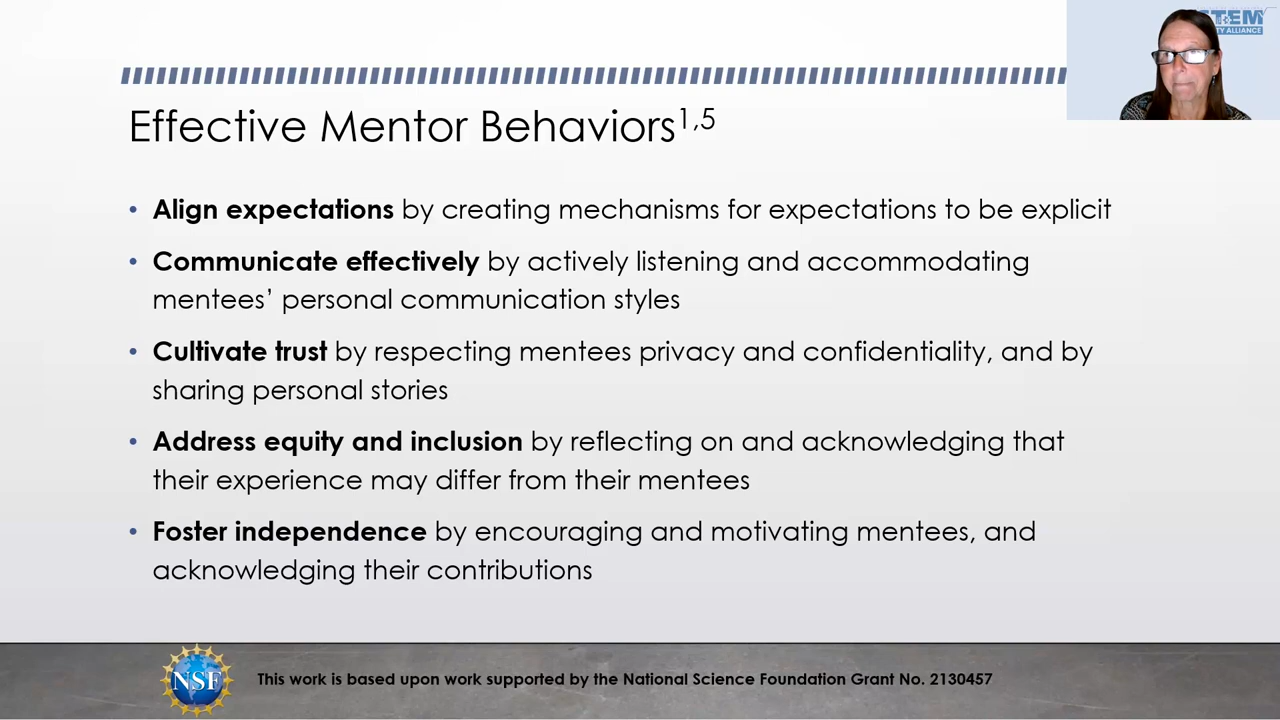 STEM
ALLIANCE
Effective Mentor Behaviors1,5
• Align expectations by creating mechanisms for expectations to be explicit
• Communicate effectively by actively listening and accommodating
mentees’ personal communication styles
• Cultivate trust by respecting mentees privacy and confidentiality, and by
sharing personal stories
• Address equity and inclusion by reflecting on and acknowledging that
their experience may differ from their mentees
• Foster independence by encouraging and motivating mentees, and
acknowledging their contributions
NSF
This work is based upon work supported by the National Science Foundation Grant No. 2130457